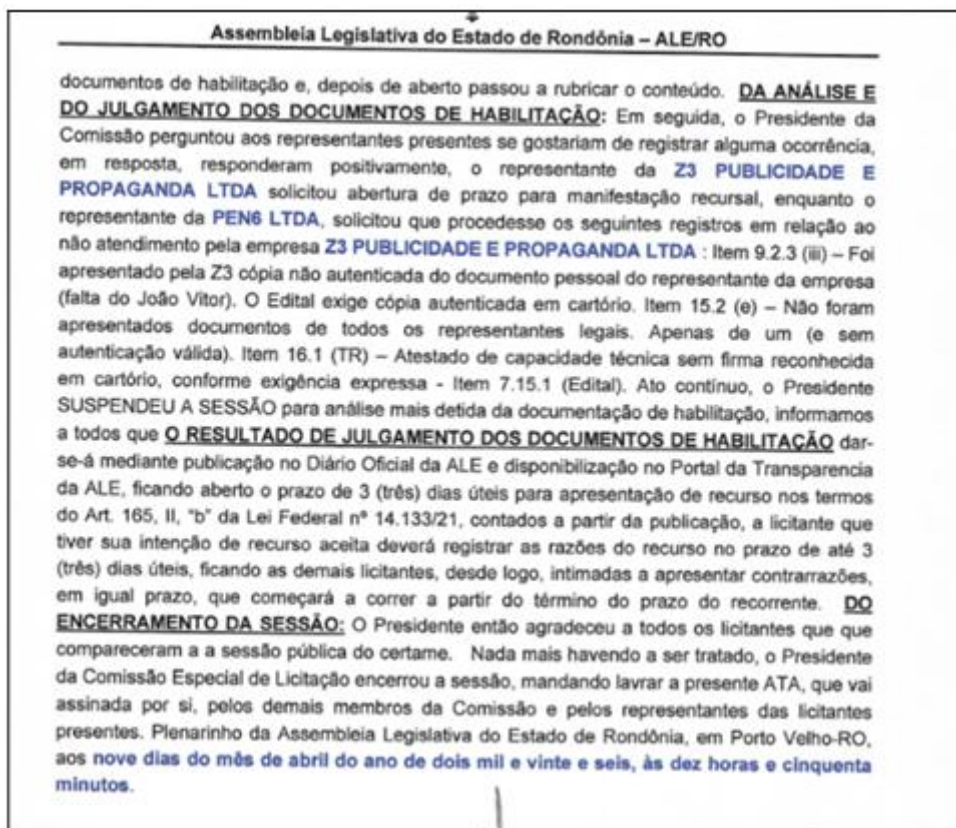 Assembleia Legislativa do Estado de Rondônia – ALE/RO
documentos de habilitação e, depois de aberto passou a rubricar o conteúdo. DA ANÁLISE E
DO JULGAMENTO DOS DOCUMENTOS DE HABILITAÇÃO: Em seguida, o Presidente da
Comissão perguntou aos representantes presentes se gostariam de registrar alguma ocorrência,
em resposta, responderam positivamente, o representante da Z3 PUBLICIDADE E
PROPAGANDA LTDA solicitou abertura de prazo para manifestação recursal, enquanto o
representante da PEN6 LTDA, solicitou que procedesse os seguintes registros em relação ao
não atendimento pela empresa Z3 PUBLICIDADE E PROPAGANDA LTDA : Item 9.2.3 (iii) – Foi
apresentado pela Z3 cópia não autenticada do documento pessoal do representante da empresa
(falta do João Vitor). O Edital exige cópia autenticada em cartório. Item 15.2 (e) – Não foram
apresentados documentos de todos os representantes legais. Apenas de um (e sem
autenticação válida). Item 16.1 (TR) – Atestado de capacidade técnica sem firma reconhecida
em cartório, conforme exigência expressa - Item 7.15.1 (Edital). Ato contínuo, o Presidente
SUSPENDEU A SESSÃO para análise mais detida da documentação de habilitação, informamos
a todos que O RESULTADO DE JULGAMENTO DOS DOCUMENTOS DE HABILITAÇÃO dar-
se-á mediante publicação no Diário Oficial da ALE e disponibilização no Portal da Transparencia
da ALE, ficando aberto o prazo de 3 (três) dias úteis para apresentação de recurso nos termos
do Art. 165, II, "b" da Lei Federal nº 14.133/21, contados a partir da publicação, a licitante que
tiver sua intenção de recurso aceita deverá registrar as razões do recurso no prazo de até 3
(três) dias úteis, ficando as demais licitantes, desde logo, intimadas a apresentar contrarrazões,
em igual prazo, que começará a correr a partir do término do prazo do recorrente. DO
ENCERRAMENTO DA SESSÃO: O Presidente então agradeceu a todos os licitantes que que
compareceram a a sessão pública do certame. Nada mais havendo a ser tratado, o Presidente
da Comissão Especial de Licitação encerrou a sessão, mandando lavrar a presente ATA, que vai
assinada por si, pelos demais membros da Comissão e pelos representantes das licitantes
presentes. Plenarinho da Assembleia Legislativa do Estado de Rondônia, em Porto Velho-RO,
aos nove dias do mês de abril do ano de dois mil e vinte e seis, às dez horas e cinquenta
minutos.